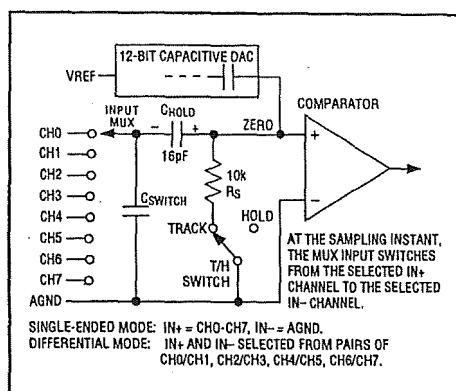 12-BIT CAPACITIVE DAC
VREF
COMPARATOR
INPUT
MUX
CHOLD
ZERO
− +
+
16pF
CH0
CH1
CH2
CH3
CH4
CH5
CH6
CH7
AGND
CSWITCH
10k
RS
−
HOLD
TRACK
T/H
SWITCH
AT THE SAMPLING INSTANT,
THE MUX INPUT SWITCHES
FROM THE SELECTED IN+
CHANNEL TO THE SELECTED
IN− CHANNEL.
SINGLE-ENDED MODE: IN+ = CHO-CH7, IN− = AGND.
DIFFERENTIAL MODE: IN+ AND IN− SELECTED FROM PAIRS OF
CH0/CH1, CH2/CH3, CH4/CH5, CH6/CH7.